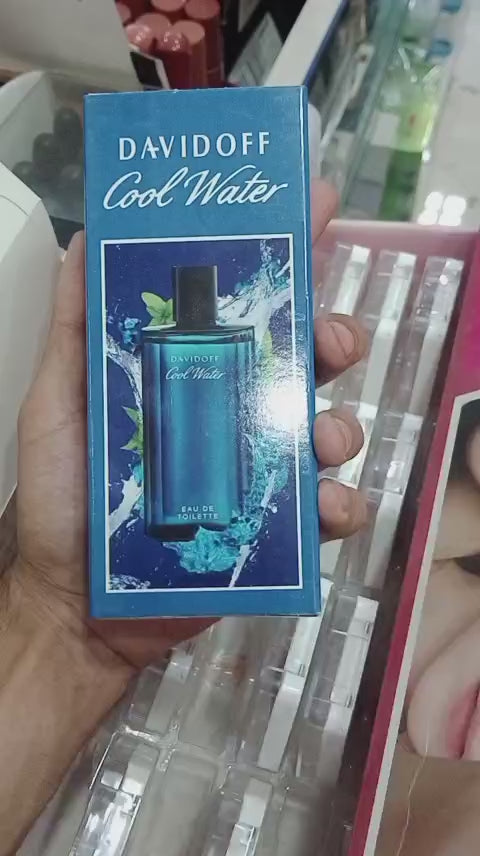 DAVIDOFF
Cool Water
DAVIDOFF
Cool Water
EAU DE
TOILETTE